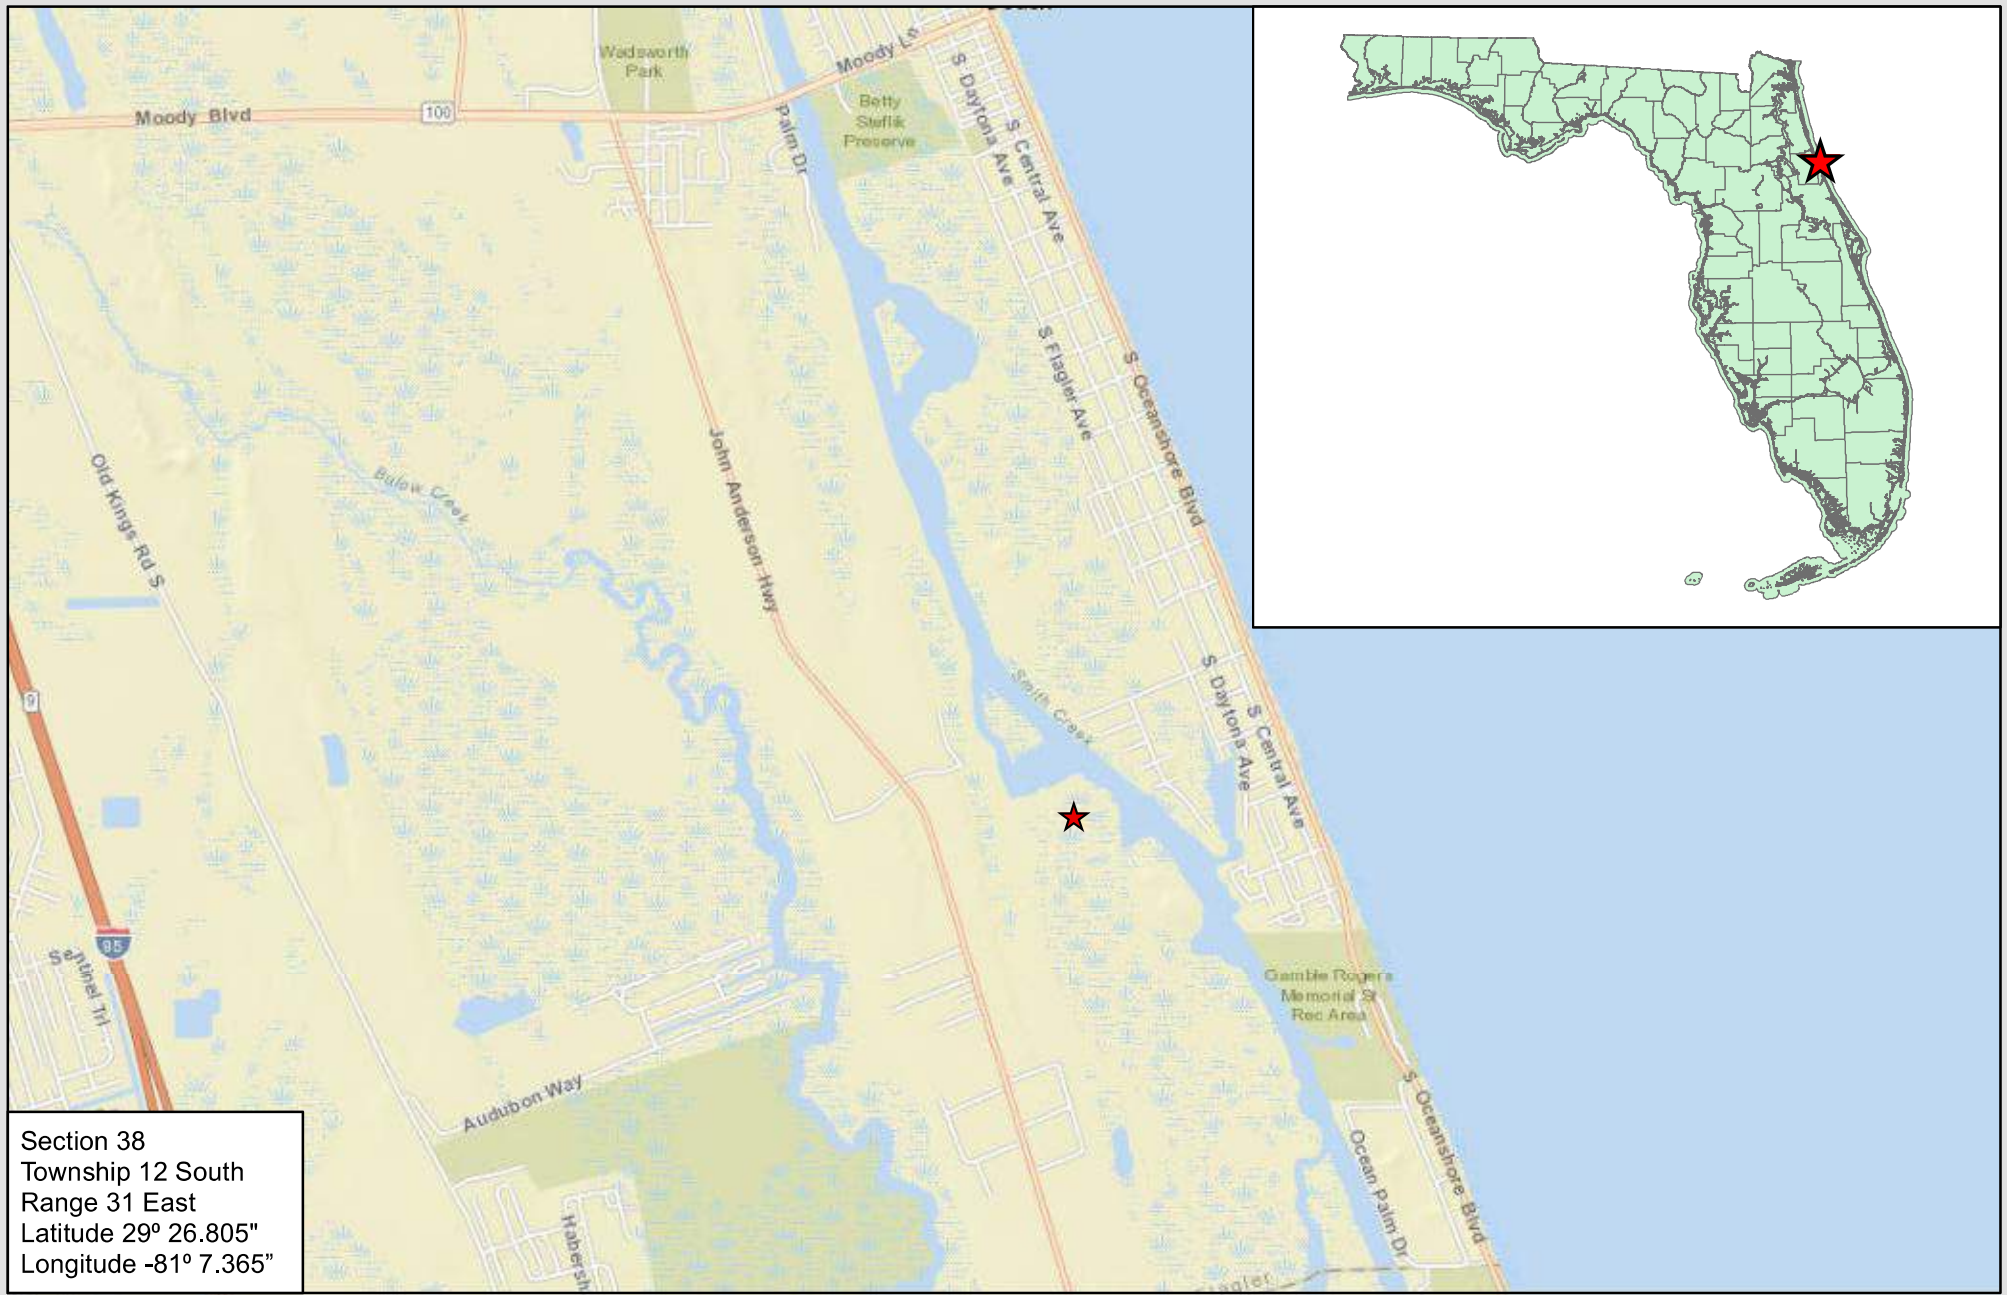 Wadsworth
Park
Moody Ln
Moody Blvd
100
Palm Dr
Betty
Steflik
Preserve
S Daytona Ave
S Central Ave
S Flagler Ave
S Oceanshore Blvd
Old Kings Rd S
Bulow Creek
John Anderson Hwy
Smith Creek
S Daytona Ave
S Central Ave
9
95
Sentinel Trl
Gamble Rogers
Memorial St
Rec Area
Audubon Way
S Oceanshore Blvd
Ocean Palm Dr
Habersh
Section 38
Township 12 South
Range 31 East
Latitude 29º 26.805"
Longitude -81º 7.365”